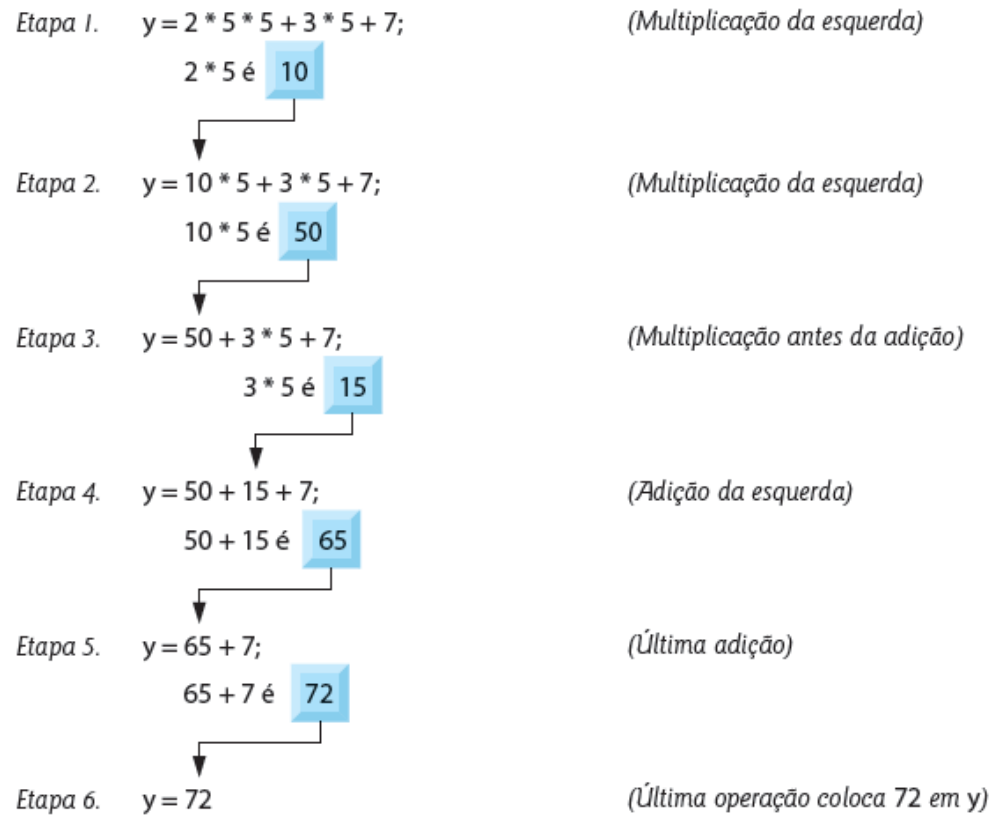 Etapa 1. y = 2 * 5 * 5 + 3 * 5 + 7; (Multiplicação da esquerda)
2 * 5 é 10
Etapa 2. y = 10 * 5 + 3 * 5 + 7; (Multiplicação da esquerda)
10 * 5 é 50
Etapa 3. y = 50 + 3 * 5 + 7; (Multiplicação antes da adição)
3 * 5 é 15
Etapa 4. y = 50 + 15 + 7; (Adição da esquerda)
50 + 15 é 65
Etapa 5. y = 65 + 7; (Última adição)
65 + 7 é 72
Etapa 6. y = 72 (Última operação coloca 72 em y)